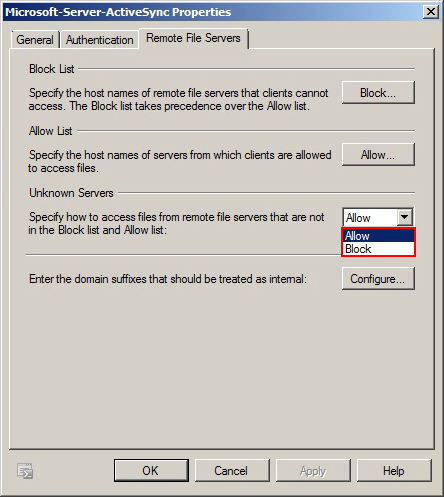 Microsoft-Server-ActiveSync Properties
General Authentication Remote File Servers
Block List
Specify the host names of remote file servers that clients cannot
access. The Block list takes precedence over the Allow list.
Block...
Allow List
Specify the host names of servers from which clients are allowed
to access files.
Allow...
Unknown Servers
Specify how to access files from remote file servers that are not
in the Block list and Allow list:
Allow
Allow
Block
Enter the domain suffixes that should be treated as internal:
Configure...
OK Cancel Apply Help